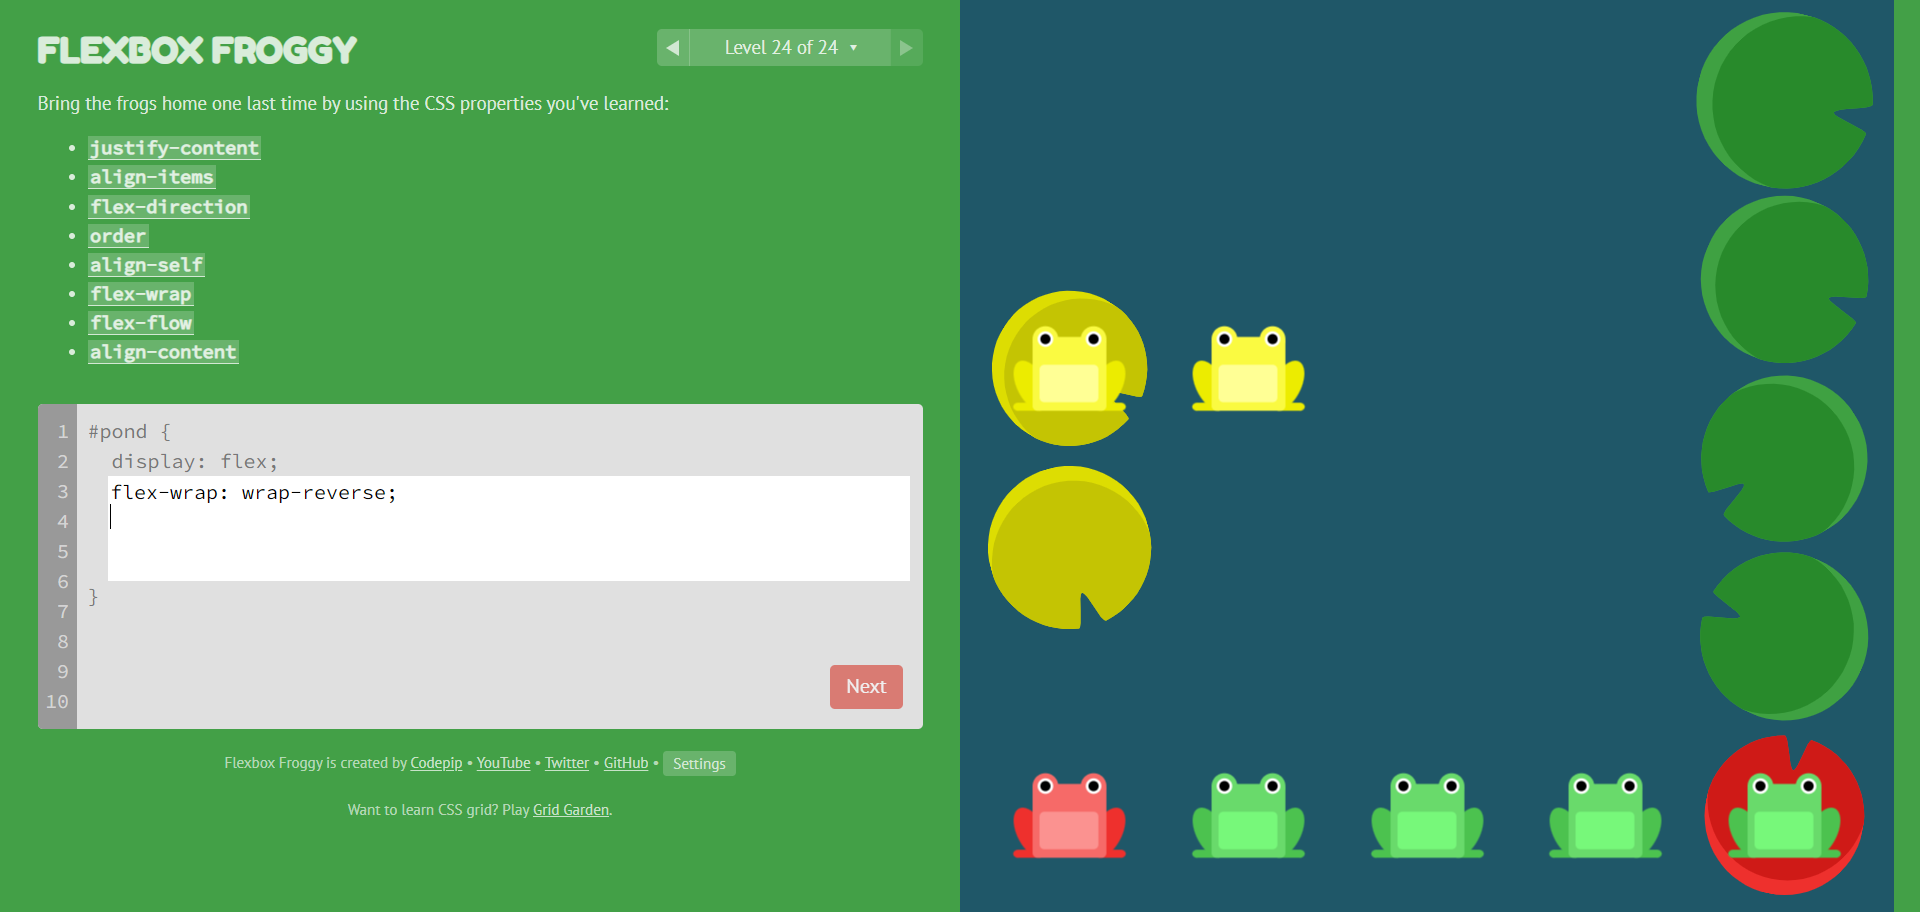 FLEXBOX FROGGY
◀ Level 24 of 24 ▼ ▶
Bring the frogs home one last time by using the CSS properties you've learned:
• justify-content
• align-items
• flex-direction
• order
• align-self
• flex-wrap
• flex-flow
• align-content
1 #pond {
2 display: flex;
3 flex-wrap: wrap-reverse;
4
5
6 }
7
8
9
10
Next
Flexbox Froggy is created by Codepip • YouTube • Twitter • GitHub • Settings
Want to learn CSS grid? Play Grid Garden.